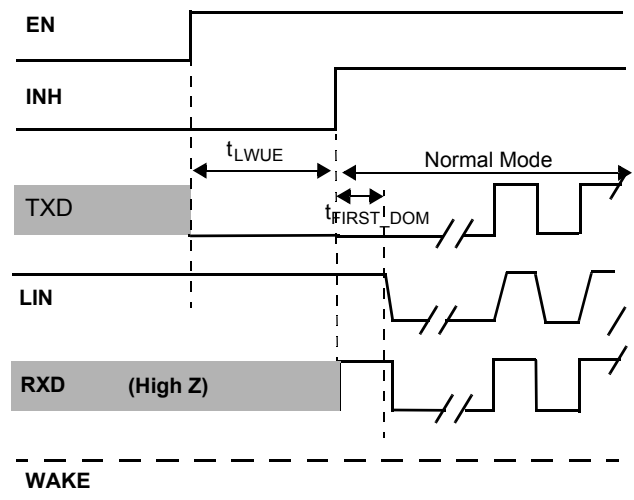 EN
INH
tLWUE
Normal Mode
TXD
tFIRST_DOM
LIN
RXD (High Z)
WAKE